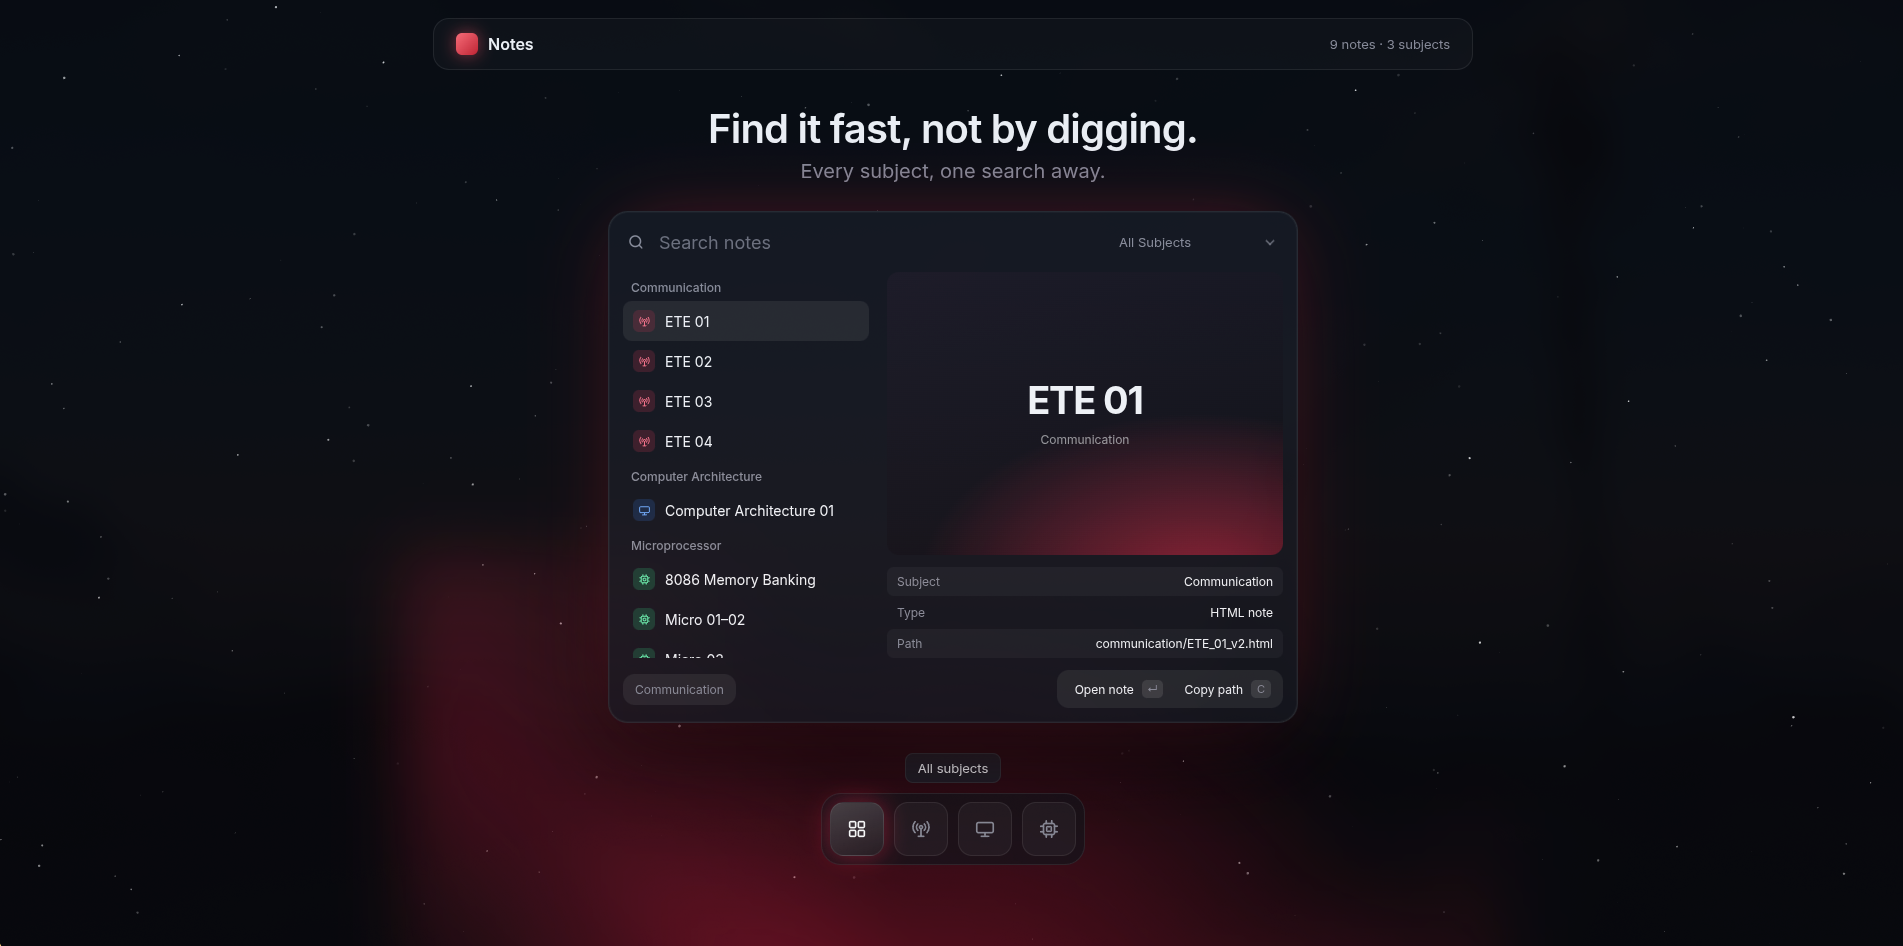 Notes
9 notes · 3 subjects
Find it fast, not by digging.
Every subject, one search away.
Search notes
All Subjects
Communication
ETE 01
ETE 02
ETE 03
ETE 04
Computer Architecture
Computer Architecture 01
Microprocessor
8086 Memory Banking
Micro 01–02
Micro 03
ETE 01
Communication
Subject Communication
Type HTML note
Path communication/ETE_01_v2.html
Communication
Open note ↵ Copy path C
All subjects